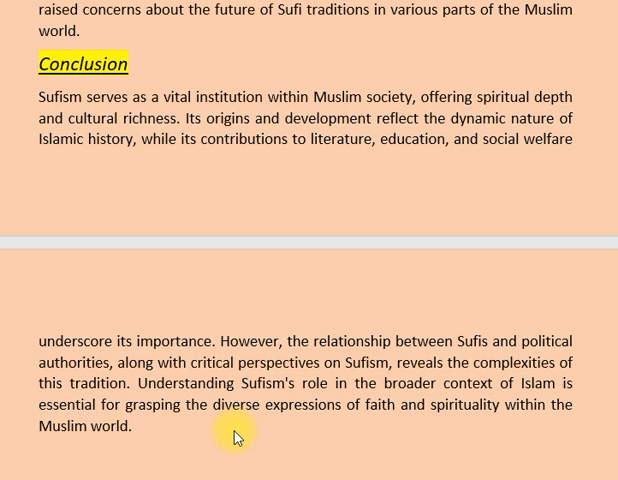 raised concerns about the future of Sufi traditions in various parts of the Muslim
world.
Conclusion
Sufism serves as a vital institution within Muslim society, offering spiritual depth
and cultural richness. Its origins and development reflect the dynamic nature of
Islamic history, while its contributions to literature, education, and social welfare
underscore its importance. However, the relationship between Sufis and political
authorities, along with critical perspectives on Sufism, reveals the complexities of
this tradition. Understanding Sufism's role in the broader context of Islam is
essential for grasping the diverse expressions of faith and spirituality within the
Muslim world.